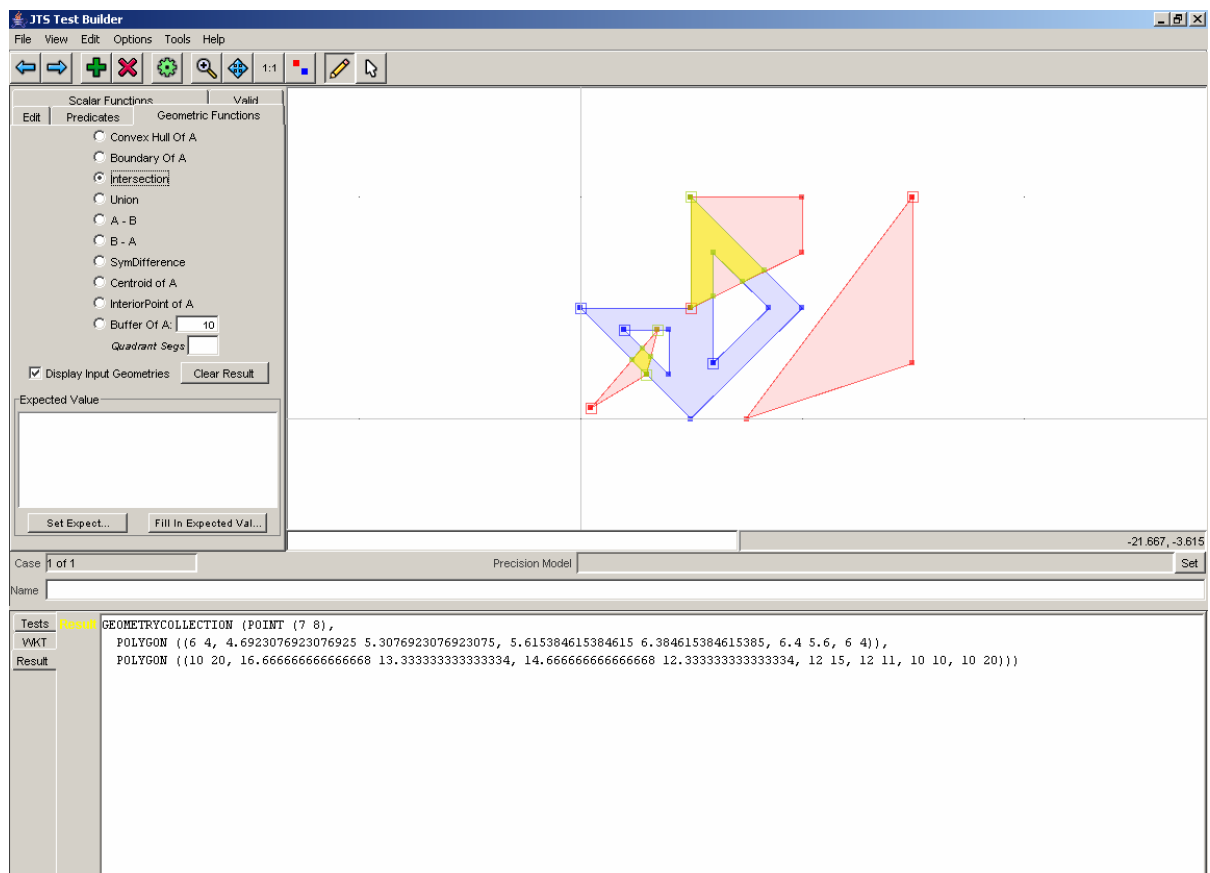 JTS Test Builder
File View Edit Options Tools Help
1:1
Scalar Functions Valid
Edit Predicates Geometric Functions
Convex Hull Of A
Boundary Of A
Intersection
Union
A - B
B - A
SymDifference
Centroid of A
InteriorPoint of A
Buffer Of A: 10
Quadrant Segs
Display Input Geometries Clear Result
Expected Value
Set Expect... Fill In Expected Val...
-21.667, -3.615
Case 1 of 1 Precision Model Set
Name
Tests
WKT
Result
Result
GEOMETRYCOLLECTION (POINT (7 8),
POLYGON ((6 4, 4.6923076923076925 5.3076923076923075, 5.615384615384615 6.384615384615385, 6.4 5.6, 6 4)),
POLYGON ((10 20, 16.666666666666668 13.333333333333334, 14.666666666666668 12.333333333333334, 12 15, 12 11, 10 10, 10 20)))